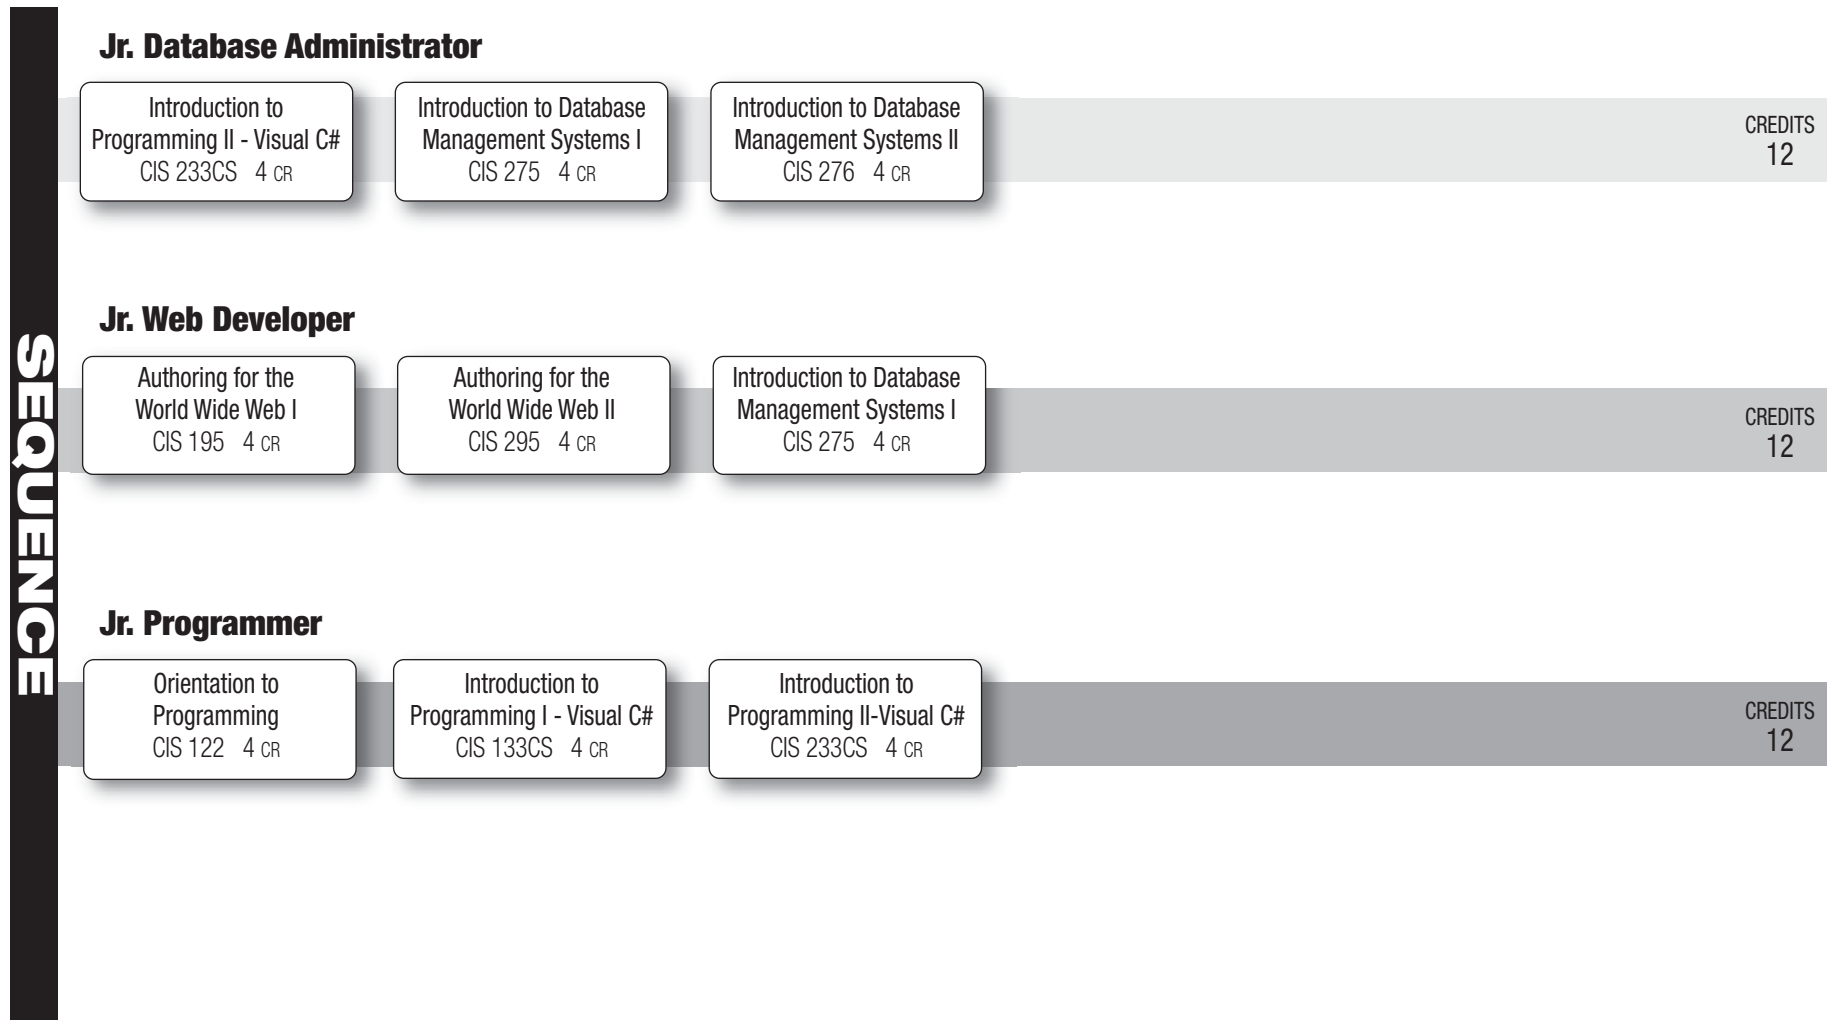 SEQUENCE
Jr. Database Administrator
Introduction to
Programming II - Visual C#
CIS 233CS 4 CR
Introduction to Database
Management Systems I
CIS 275 4 CR
Introduction to Database
Management Systems II
CIS 276 4 CR
CREDITS
12
Jr. Web Developer
Authoring for the
World Wide Web I
CIS 195 4 CR
Authoring for the
World Wide Web II
CIS 295 4 CR
Introduction to Database
Management Systems I
CIS 275 4 CR
CREDITS
12
Jr. Programmer
Orientation to
Programming
CIS 122 4 CR
Introduction to
Programming I - Visual C#
CIS 133CS 4 CR
Introduction to
Programming II-Visual C#
CIS 233CS 4 CR
CREDITS
12